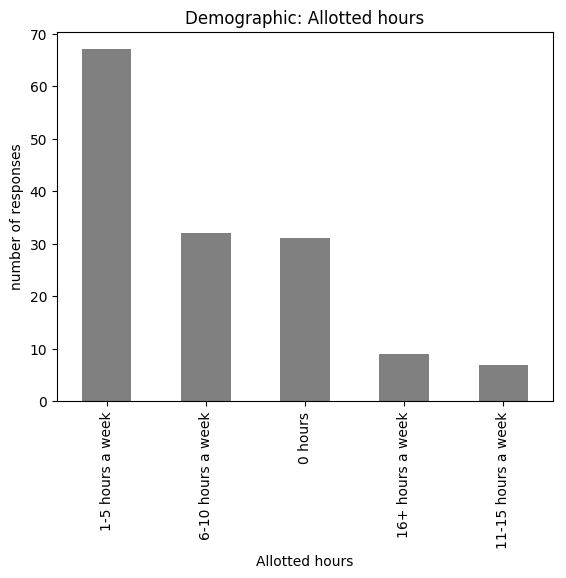 Demographic: Allotted hours
number of responses
70
60
50
40
30
20
10
0
1-5 hours a week
6-10 hours a week
0 hours
16+ hours a week
11-15 hours a week
Allotted hours